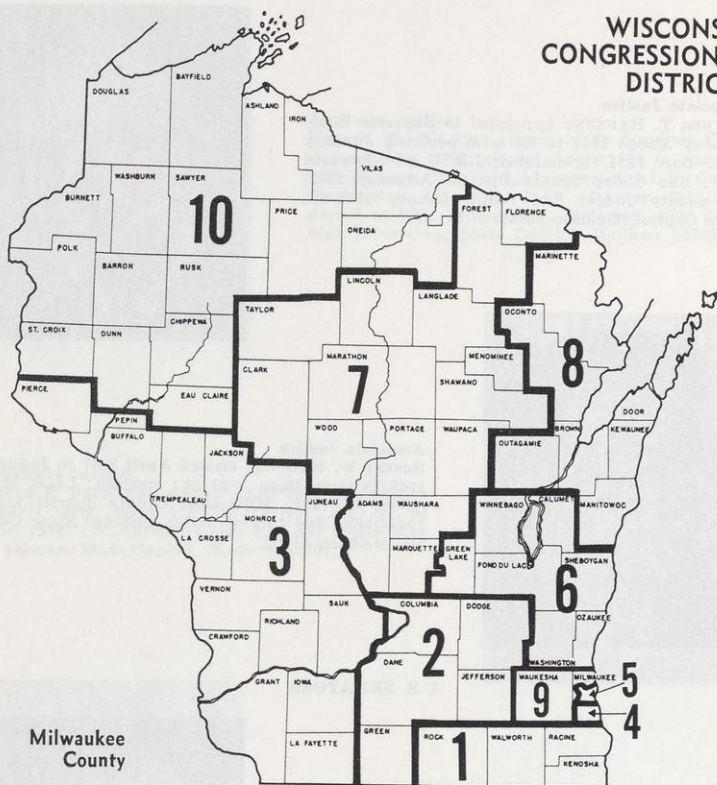 WISCONS
CONGRESSION
DISTRIC
DOUGLAS
BAYFIELD
ASHLAND
IRON
VILAS
WASHBURN
SAWYER
BURNETT
10
PRICE
ONEIDA
FOREST
FLORENCE
POLK
BARRON
RUSK
MARINETTE
LINCOLN
LANGLADE
TAYLOR
OCONTO
ST. CROIX
DUNN
CHIPPEWA
8
MARATHON
MENOMINEE
CLARK
7
SHAWANO
PIERCE
EAU CLAIRE
DOOR
PEPIN
BUFFALO
WOOD
PORTAGE
WAUPACA
BROWN
KEWAUNEE
OUTAGAMIE
JACKSON
TREMPEALEAU
JUNEAU
ADAMS
WAUSHARA
WINNEBAGO
CALUMET
MANITOWOC
MONROE
LA CROSSE
3
MARQUETTE
GREEN
LAKE
FOND DU LAC
SHEBOYGAN
6
VERNON
SAUK
COLUMBIA
DODGE
OZAUKEE
RICHLAND
CRAWFORD
2
WASHINGTON
DANE
JEFFERSON
WAUKESHA
MILWAUKEE
5
GRANT
IOWA
9
4
Milwaukee
County
LA FAYETTE
GREEN
ROCK
1
WALWORTH
RACINE
KENOSHA